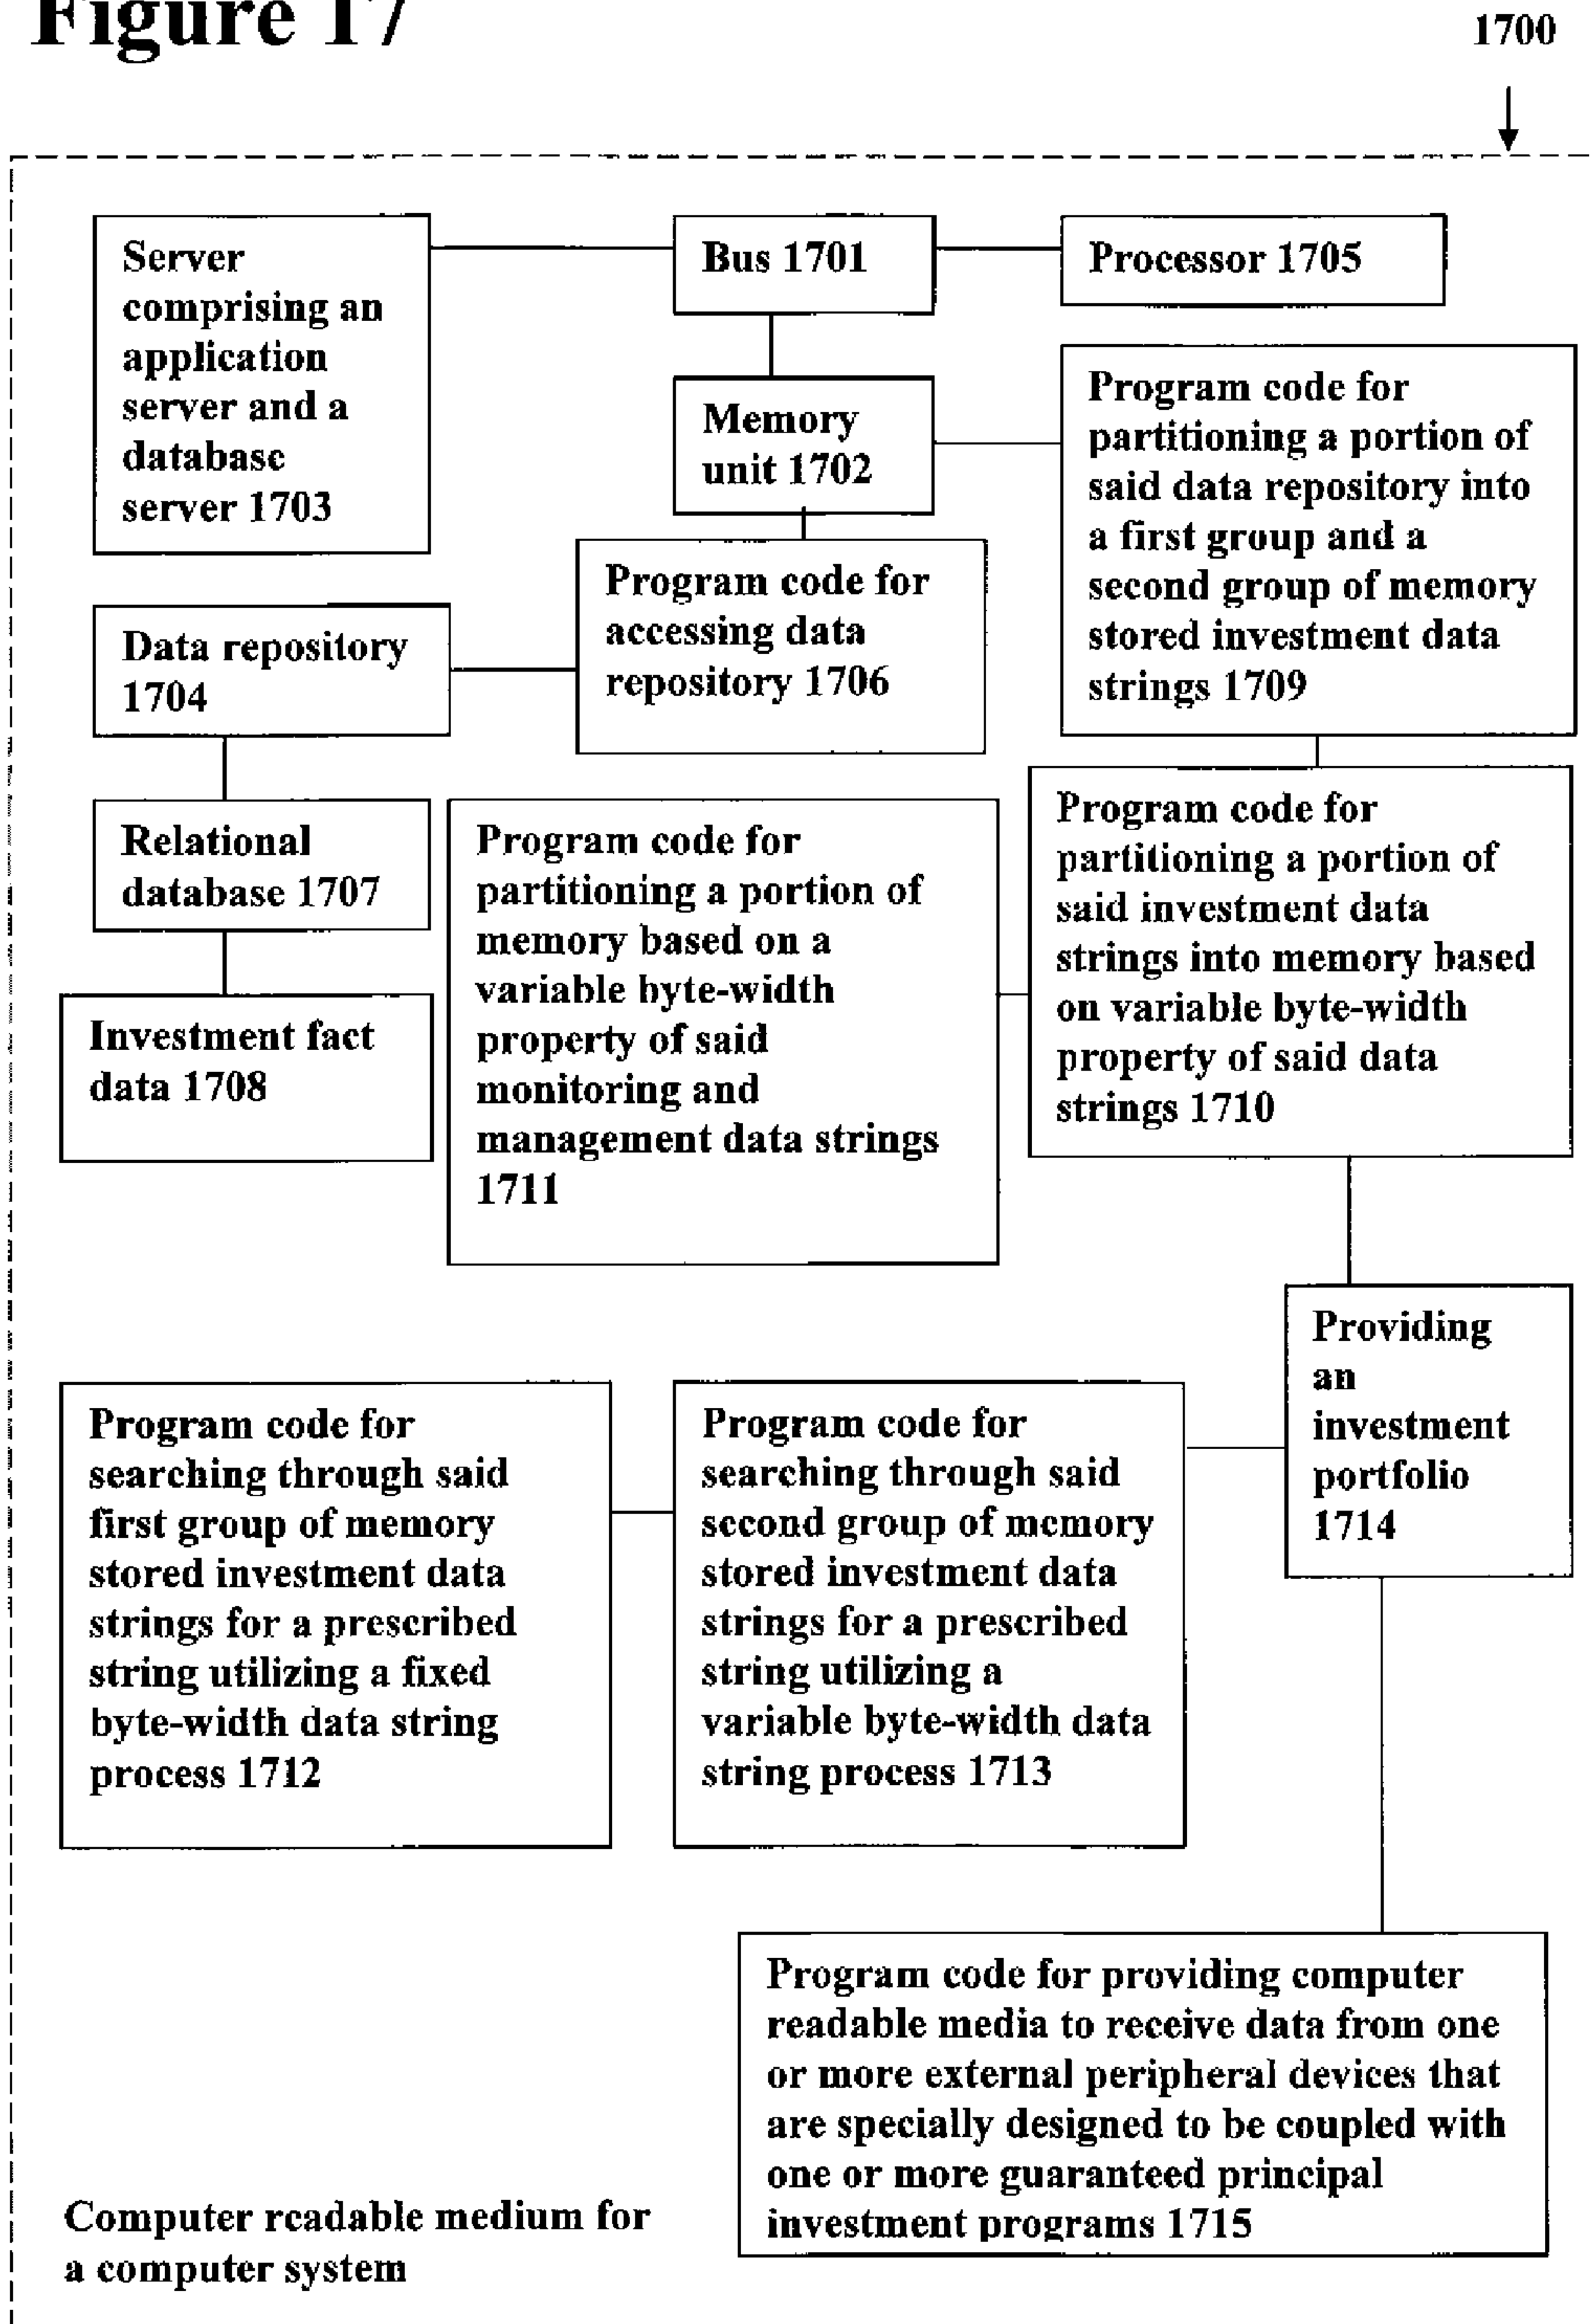 Figure 17
1700
Server
comprising an
application
server and a
database
server 1703
Bus 1701
Processor 1705
Memory
unit 1702
Program code for
partitioning a portion of
said data repository into
a first group and a
second group of memory
stored investment data
strings 1709
Program code for
accessing data
repository 1706
Data repository
1704
Relational
database 1707
Investment fact
data 1708
Program code for
partitioning a portion of
memory based on a
variable byte-width
property of said
monitoring and
management data strings
1711
Program code for
partitioning a portion of
said investment data
strings into memory based
on variable byte-width
property of said data
strings 1710
Providing
an
investment
portfolio
1714
Program code for
searching through said
first group of memory
stored investment data
strings for a prescribed
string utilizing a fixed
byte-width data string
process 1712
Program code for
searching through said
second group of memory
stored investment data
strings for a prescribed
string utilizing a
variable byte-width data
string process 1713
Program code for providing computer
readable media to receive data from one
or more external peripheral devices that
are specially designed to be coupled with
one or more guaranteed principal
investment programs 1715
Computer readable medium for
a computer system